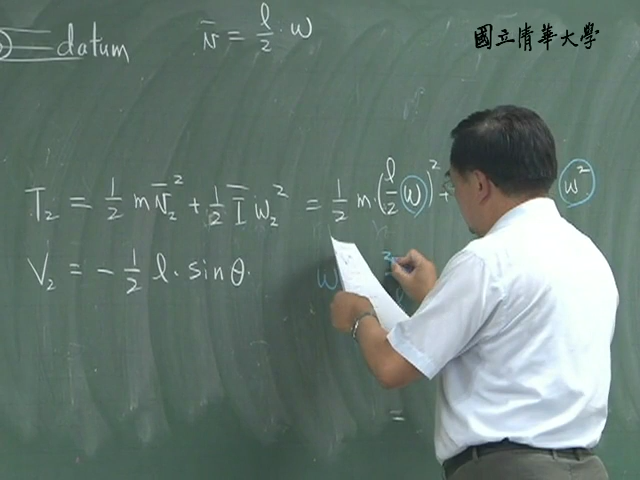 datum
v̄ = l/2 · ω
國立清華大學
T₂ = 1/2 m v̄₂² + 1/2 Ī ω₂² = 1/2 m · (l/2 ω)² + ω²
V₂ = - 1/2 l · sin θ ·
ω
=